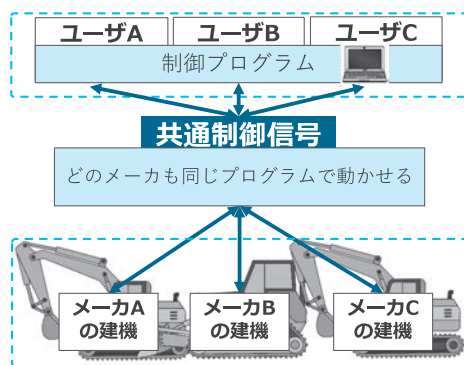 ユーザA
ユーザB
ユーザC
制御プログラム
共通制御信号
どのメーカも同じプログラムで動かせる
メーカA
の建機
メーカB
の建機
メーカC
の建機